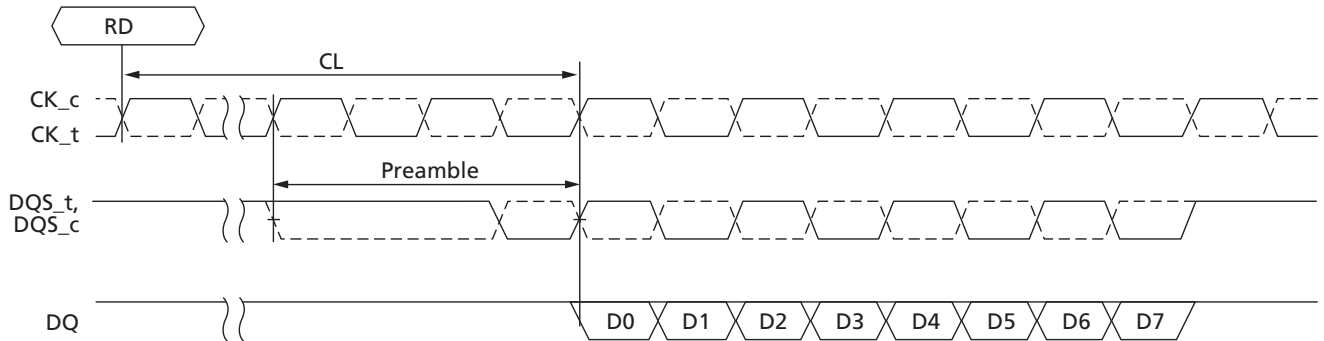 RD
CL
CK_c
CK_t
Preamble
DQS_t,
DQS_c
DQ
D0 D1 D2 D3 D4 D5 D6 D7